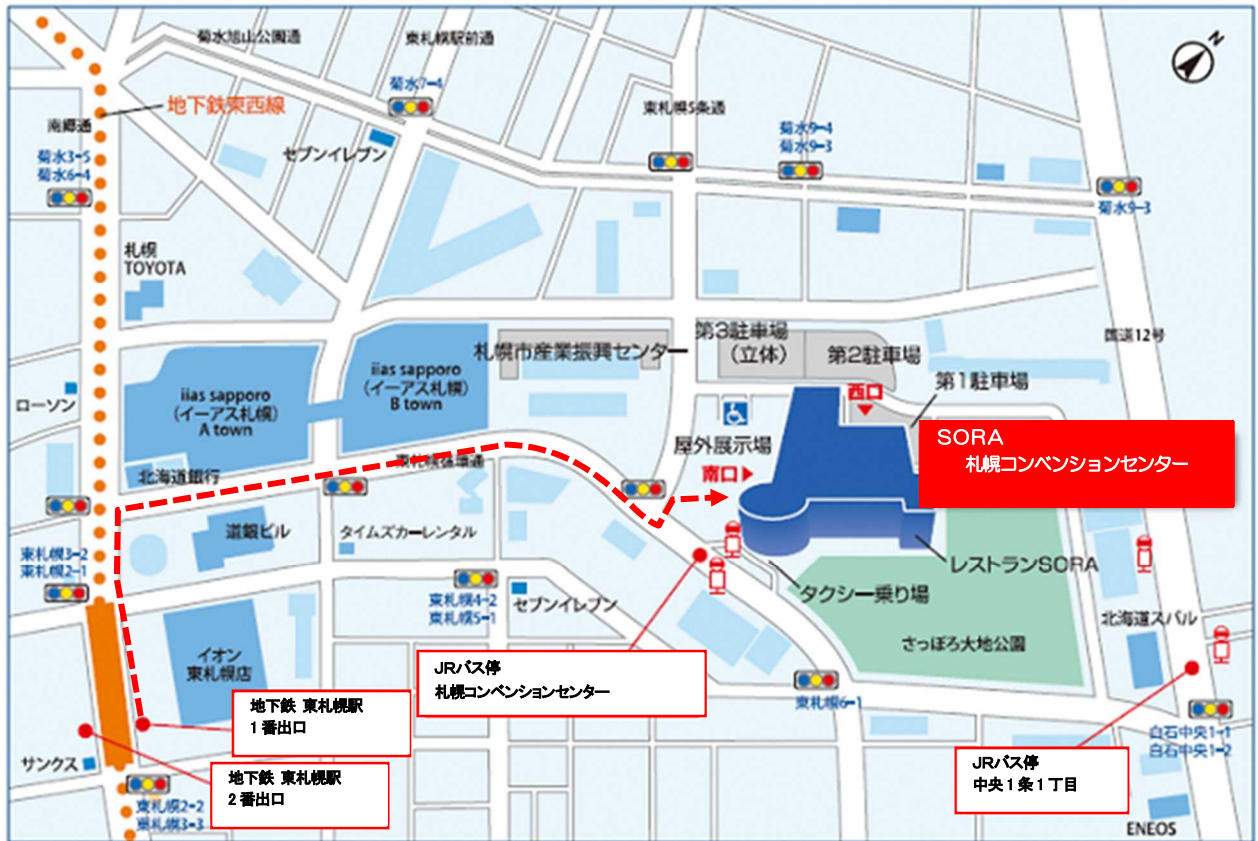 菊水旭山公園通
東札幌駅前通
N
菊水7-4
地下鉄東西線
東札幌5条通
南郷通
菊水9-4
菊水9-3
セブンイレブン
菊水3-5
菊水6-4
菊水9-3
札幌
TOYOTA
第3駐車場
(立体)
国道12号
札幌市産業振興センター
第2駐車場
iias sapporo
(イーアス札幌)
B town
iias sapporo
(イーアス札幌)
A town
第1駐車場
西口
ローソン
SORA
札幌コンベンションセンター
屋外展示場
南口
北海道銀行
東札幌循環通
道銀ビル
タイムズカーレンタル
東札幌3-2
東札幌2-1
レストランSORA
タクシー乗り場
東札幌4-2
東札幌5-1
セブンイレブン
北海道スバル
さっぽろ大地公園
イオン
東札幌店
JRバス停
札幌コンベンションセンター
東札幌6-1
地下鉄 東札幌駅
1番出口
白石中央1-1
白石中央1-2
サンクス
地下鉄 東札幌駅
2番出口
JRバス停
中央1条1丁目
東札幌2-2
東札幌3-3
ENEOS